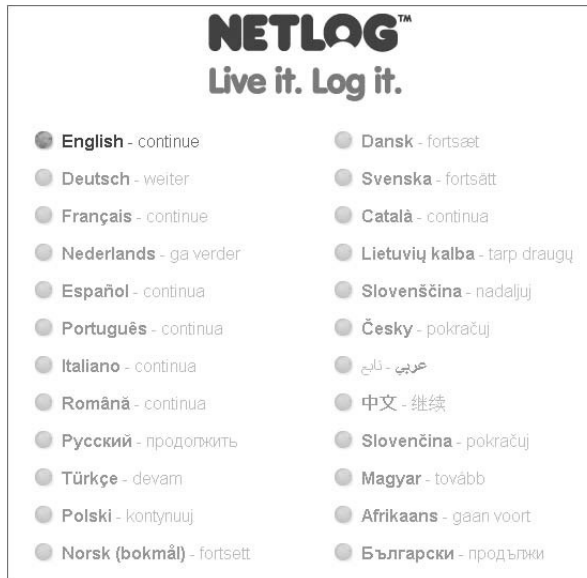 NETLOG™
Live it. Log it.
English - continue
Deutsch - weiter
Français - continue
Nederlands - ga verder
Español - continua
Português - continua
Italiano - continua
Română - continua
Русский - продолжить
Türkçe - devam
Polski - kontynuuj
Norsk (bokmål) - fortsett
Dansk - fortsæt
Svenska - fortsätt
Català - continua
Lietuvių kalba - tarp draugų
Slovenščina - nadaljuj
Česky - pokračuj
عربي - تابع
中文 - 继续
Slovenčina - pokračuj
Magyar - tovább
Afrikaans - gaan voort
Български - продължи